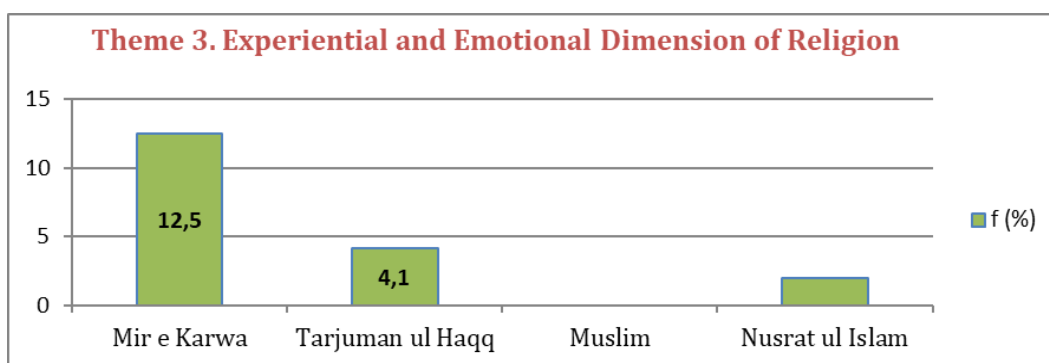 Theme 3. Experiential and Emotional Dimension of Religion
15
10
5
0
12,5
4,1
Mir e Karwa
Tarjuman ul Haqq
Muslim
Nusrat ul Islam
f (%)